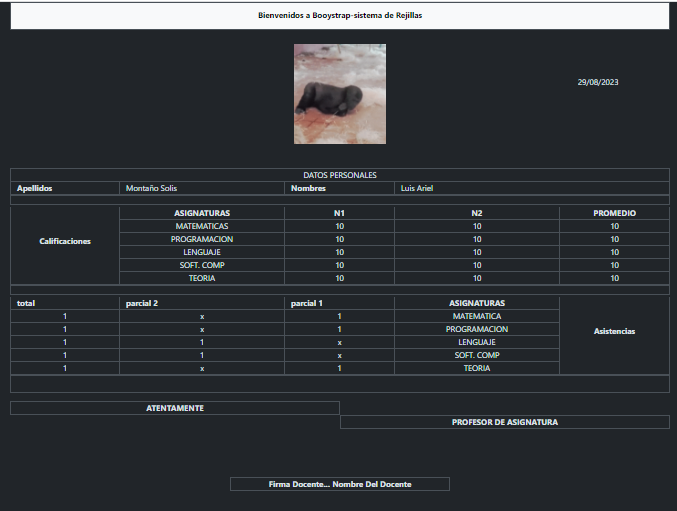 Bienvenidos a Booystrap-sistema de Rejillas
29/08/2023
DATOS PERSONALES
Apellidos Montaño Solis Nombres Luis Ariel
ASIGNATURAS N1 N2 PROMEDIO
MATEMATICAS 10 10 10
PROGRAMACION 10 10 10
Calificaciones
LENGUAJE 10 10 10
SOFT. COMP 10 10 10
TEORIA 10 10 10
total parcial 2 parcial 1 ASIGNATURAS
1 x 1 MATEMATICA
1 x 1 PROGRAMACION
Asistencias
1 1 x LENGUAJE
1 1 x SOFT. COMP
1 x 1 TEORIA
ATENTAMENTE
PROFESOR DE ASIGNATURA
Firma Docente... Nombre Del Docente